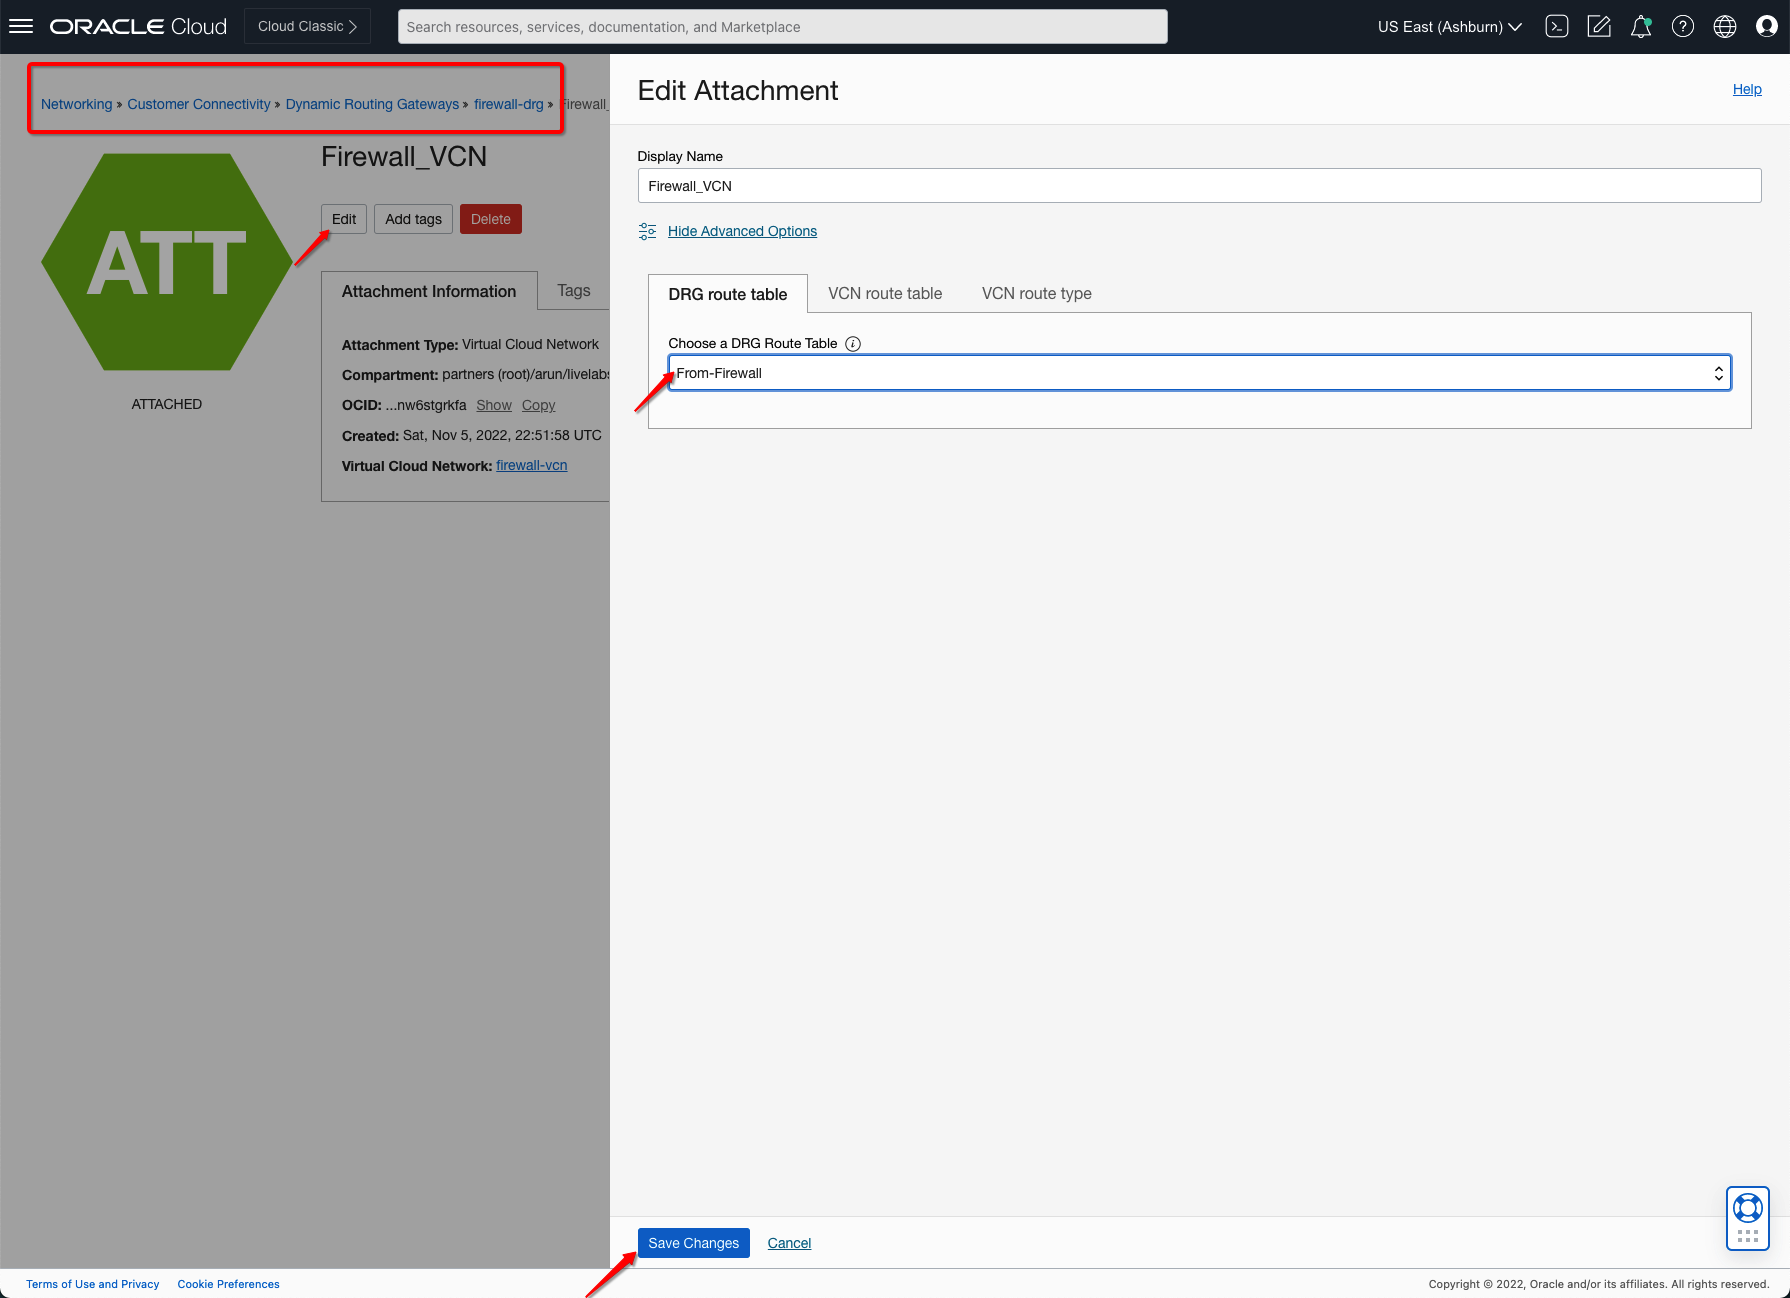 ORACLE Cloud
Cloud Classic
Search resources, services, documentation, and Marketplace
US East (Ashburn)
Networking » Customer Connectivity » Dynamic Routing Gateways » firewall-drg » Firewall_
ATT
ATTACHED
Firewall_VCN
Edit
Add tags
Delete
Attachment Information
Tags
Attachment Type: Virtual Cloud Network
Compartment: partners (root)/arun/livelabs
OCID: ...nw6stgrkfa Show Copy
Created: Sat, Nov 5, 2022, 22:51:58 UTC
Virtual Cloud Network: firewall-vcn
Edit Attachment
Help
Display Name
Firewall_VCN
Hide Advanced Options
DRG route table
VCN route table
VCN route type
Choose a DRG Route Table
From-Firewall
Save Changes
Cancel
Terms of Use and Privacy
Cookie Preferences
Copyright © 2022, Oracle and/or its affiliates. All rights reserved.